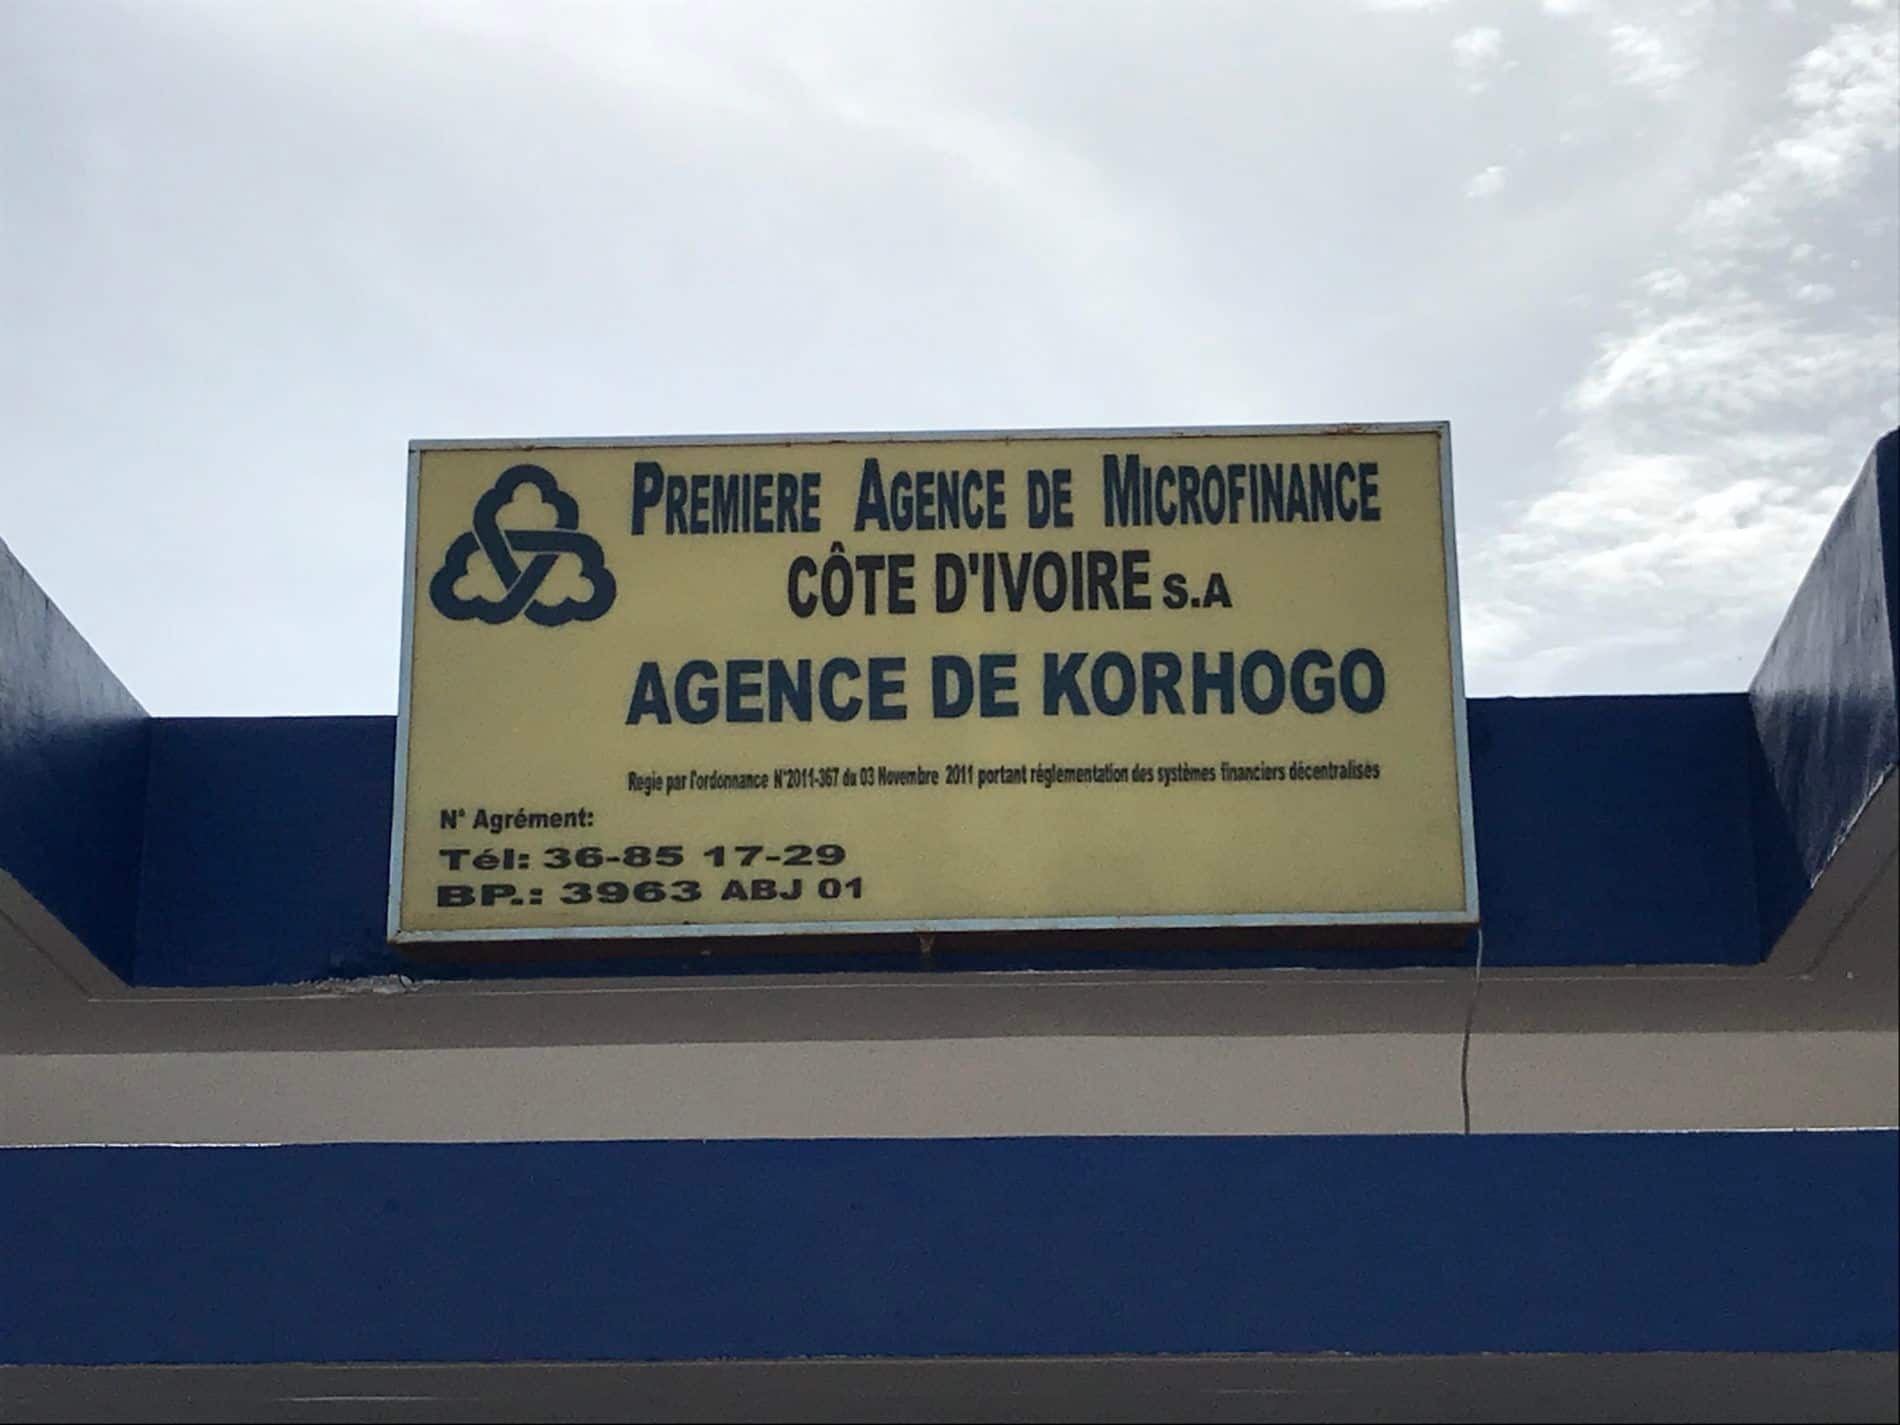 PREMIERE AGENCE DE MICROFINANCE
CÔTE D'IVOIRE S.A
AGENCE DE KORHOGO
Regie par l'ordonnance N°2011-367 du 03 Novembre 2011 portant réglementation des systèmes financiers décentralisés
N° Agrément:
Tél: 36-85 17-29
BP.: 3963 ABJ 01